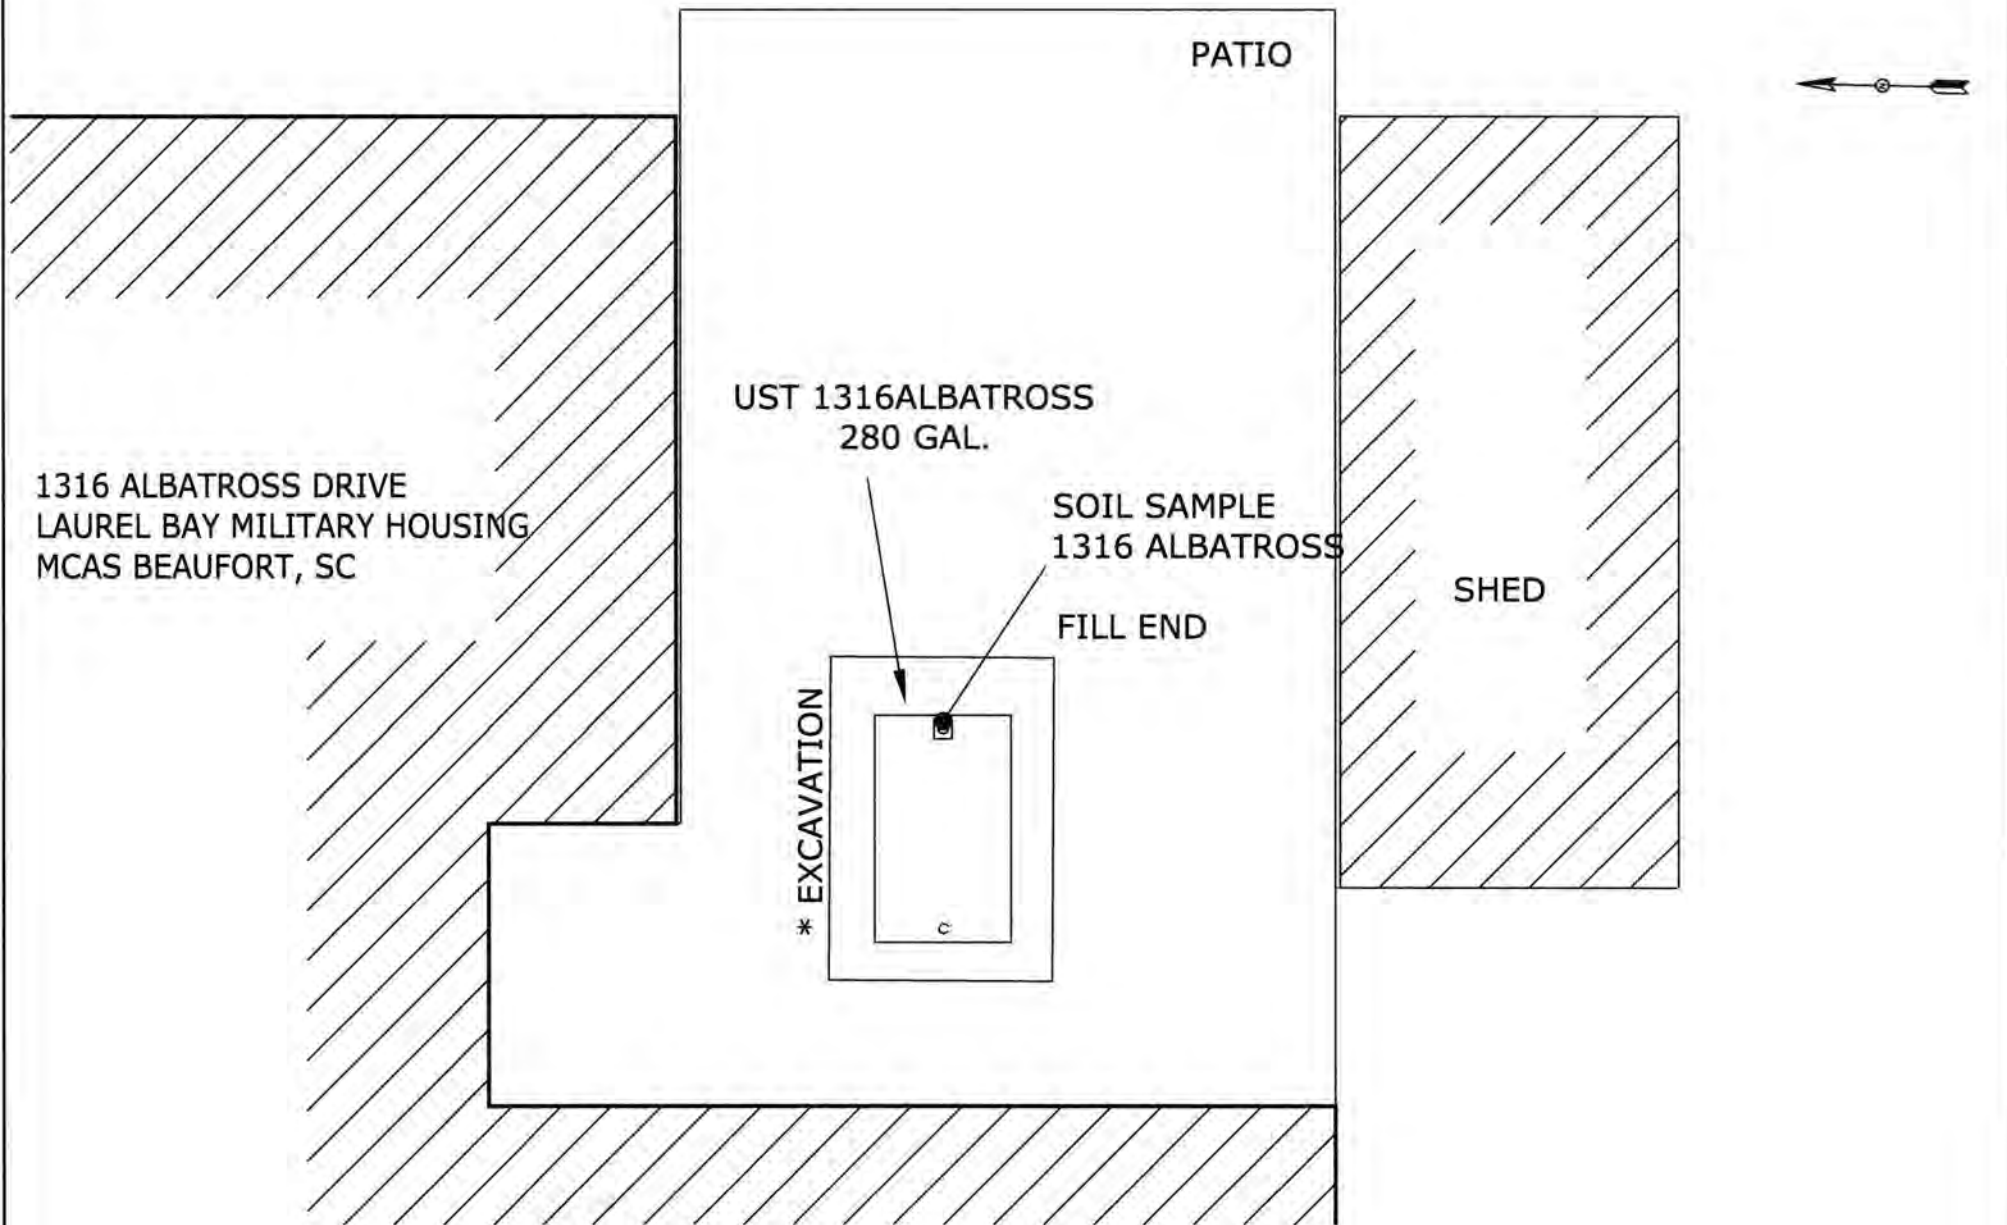 PATIO
UST 1316ALBATROSS
280 GAL.
1316 ALBATROSS DRIVE
LAUREL BAY MILITARY HOUSING
MCAS BEAUFORT, SC
SOIL SAMPLE
1316 ALBATROSS
SHED
FILL END
* EXCAVATION
C